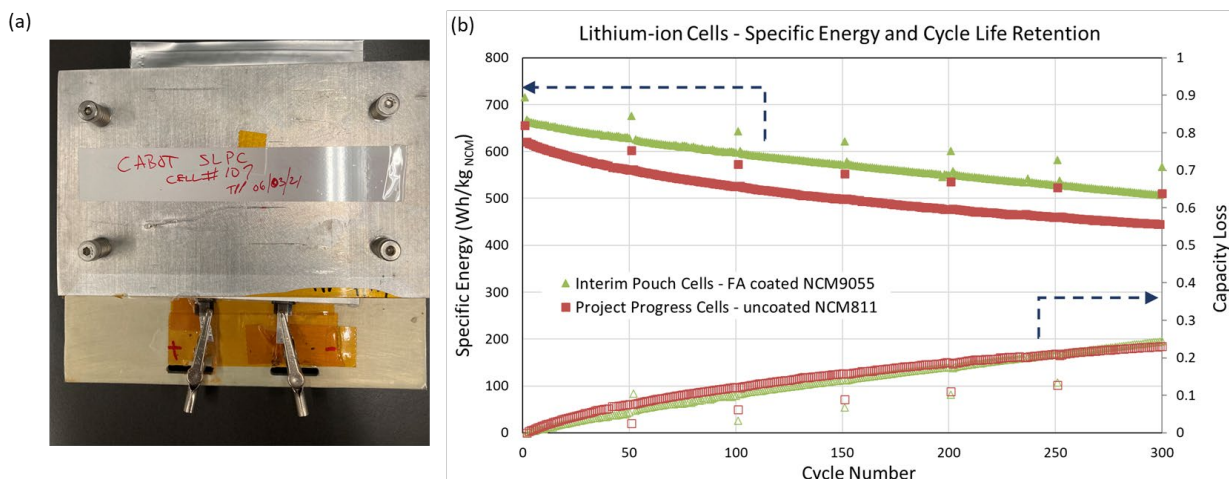 (a)
CABOT SLPC
CELL# 107
06/03/21
+
-
(b)
Lithium-ion Cells - Specific Energy and Cycle Life Retention
800
700
600
500
400
300
200
100
0
Specific Energy (Wh/kg NCM)
1
0.9
0.8
0.7
0.6
0.5
0.4
0.3
0.2
0.1
0
Capacity Loss
Interim Pouch Cells - FA coated NCM9055
Project Progress Cells - uncoated NCM811
0 50 100 150 200 250 300
Cycle Number